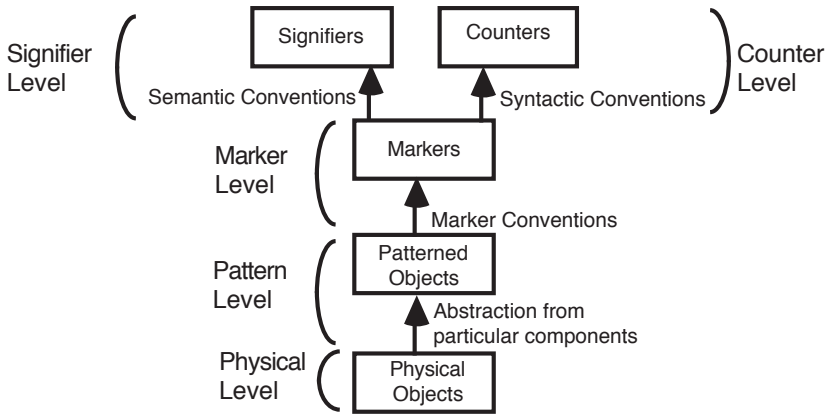 Signifier
Level
Signifiers
Counters
Counter
Level
Semantic Conventions
Syntactic Conventions
Marker
Level
Markers
Marker Conventions
Pattern
Level
Patterned
Objects
Abstraction from
particular components
Physical
Level
Physical
Objects